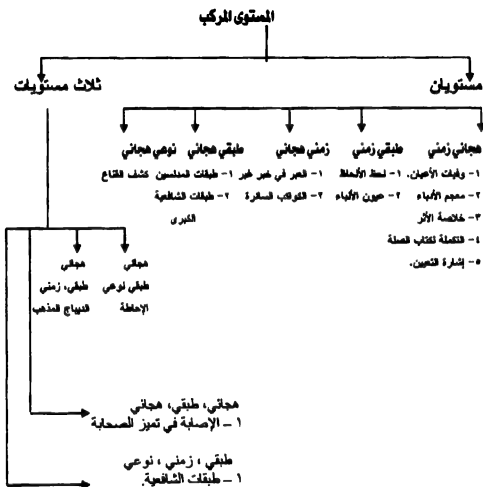 المستوى المركب
مستويان
ثلاث مستويات
هجائي زمني
١- وفيات الأعيان.
٢- معجم الأدباء
٣- خلاصة الأثر
٤- التكملة لكتاب الصلة
٥- إشارة التعيين.
طبقي زمني
١- لحظ الألحاظ
٢- عيون الأنباء
زمني هجائي
١- العبر في خبر غبر
٢- الكواكب السائرة
طبقي هجائي
١- طبقات المدلسين
٢- طبقات الشافعية
الكبرى
نوعي هجائي
كشف القناع
هجائي
طبقي نوعي
الإحاطة
هجائي
طبقي، زمني
الديباج المذهب
هجائي، طبقي، هجائي
١ – الإصابة في تميز الصحابة
طبقي ، زمني ، نوعي
١ – طبقات الشافعية.